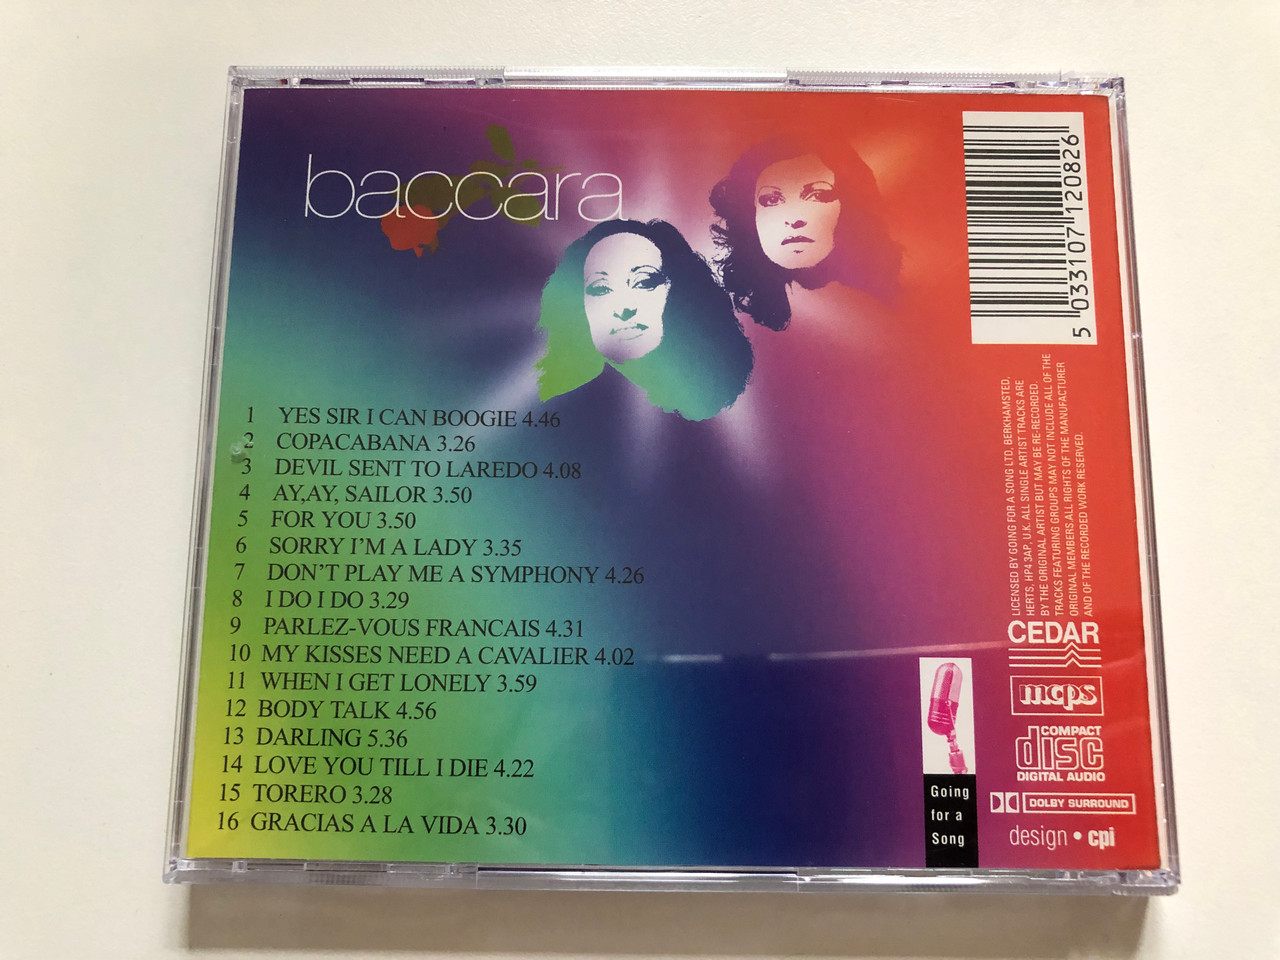 baccara
1 YES SIR I CAN BOOGIE 4.46
2 COPACABANA 3.26
3 DEVIL SENT TO LAREDO 4.08
4 AY,AY, SAILOR 3.50
5 FOR YOU 3.50
6 SORRY I'M A LADY 3.35
7 DON'T PLAY ME A SYMPHONY 4.26
8 I DO I DO 3.29
9 PARLEZ-VOUS FRANCAIS 4.31
10 MY KISSES NEED A CAVALIER 4.02
11 WHEN I GET LONELY 3.59
12 BODY TALK 4.56
13 DARLING 5.36
14 LOVE YOU TILL I DIE 4.22
15 TORERO 3.28
16 GRACIAS A LA VIDA 3.30
5 033107 120826
LICENSED BY GOING FOR A SONG LTD, BERKHAMSTED,
HERTS. HP4 3AP, U.K. ALL SINGLE ARTIST TRACKS ARE
BY THE ORIGINAL ARTIST BUT MAY BE RE-RECORDED.
TRACKS FEATURING GROUPS MAY NOT INCLUDE ALL OF THE
ORIGINAL MEMBERS ALL RIGHTS OF THE MANUFACTURER
AND OF THE RECORDED WORK RESERVED.
CEDAR
mcps
COMPACT
disc
DIGITAL AUDIO
DOLBY SURROUND
design • cpi
Going
for a
Song